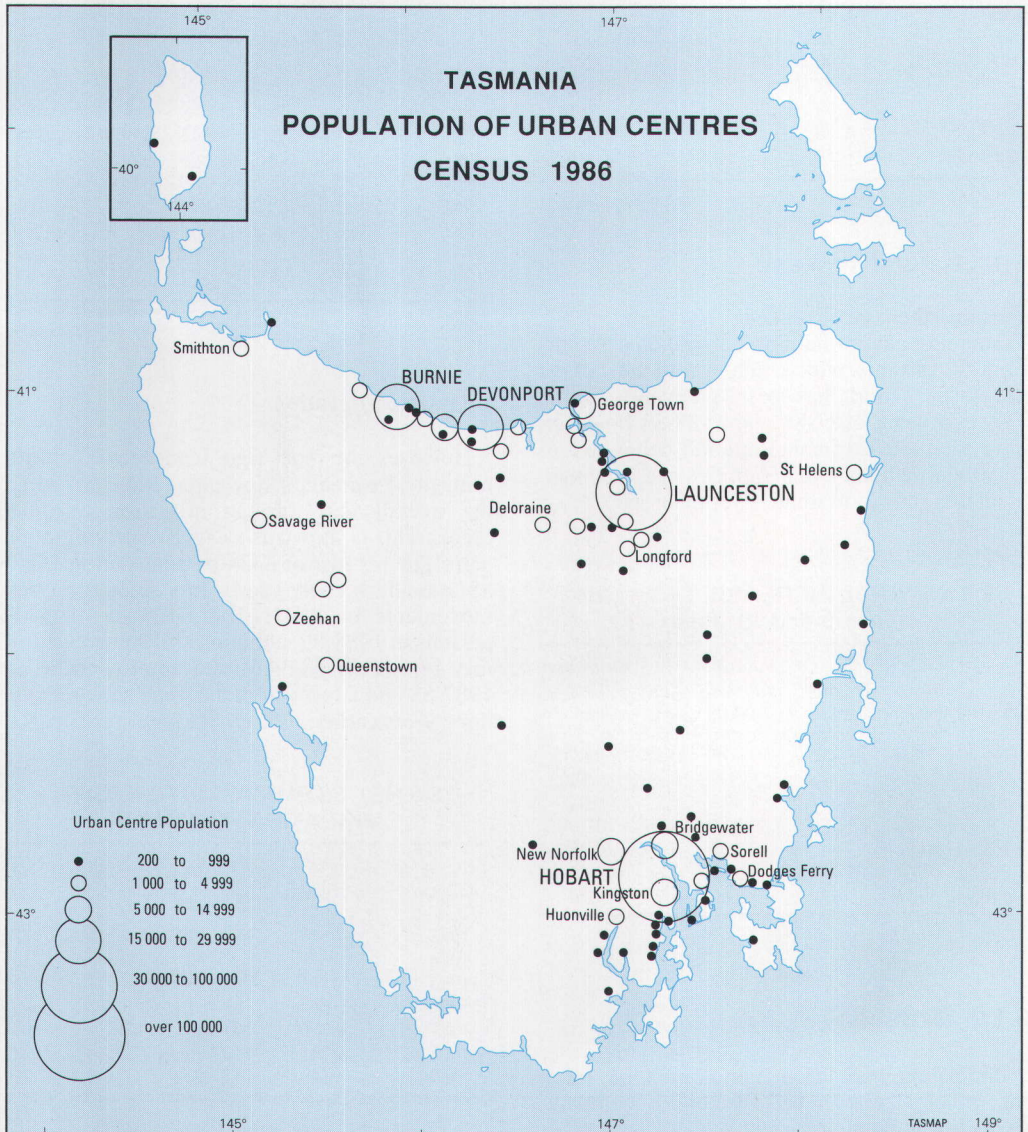 145°
147°
TASMANIA
POPULATION OF URBAN CENTRES
CENSUS 1986
40°
144°
Smithton
BURNIE
DEVONPORT
41°
41°
George Town
St Helens
LAUNCESTON
Deloraine
Savage River
Longford
Zeehan
Queenstown
Urban Centre Population
200 to 999
1 000 to 4 999
5 000 to 14 999
15 000 to 29 999
30 000 to 100 000
over 100 000
Bridgewater
New Norfolk
Sorell
HOBART
Dodges Ferry
Kingston
Huonville
43°
43°
145°
147°
TASMAP
149°